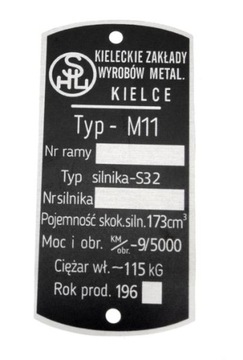 SHL
KIELECKIE ZAKŁADY
WYROBÓW METAL.
KIELCE
Typ - M11
Nr ramy
Typ silnika-S32
Nr silnika
Pojemność skok.siln.173cm³
Moc i obr. KM/obr.-9/5000
Ciężar wł.~115 kG
Rok prod. 196